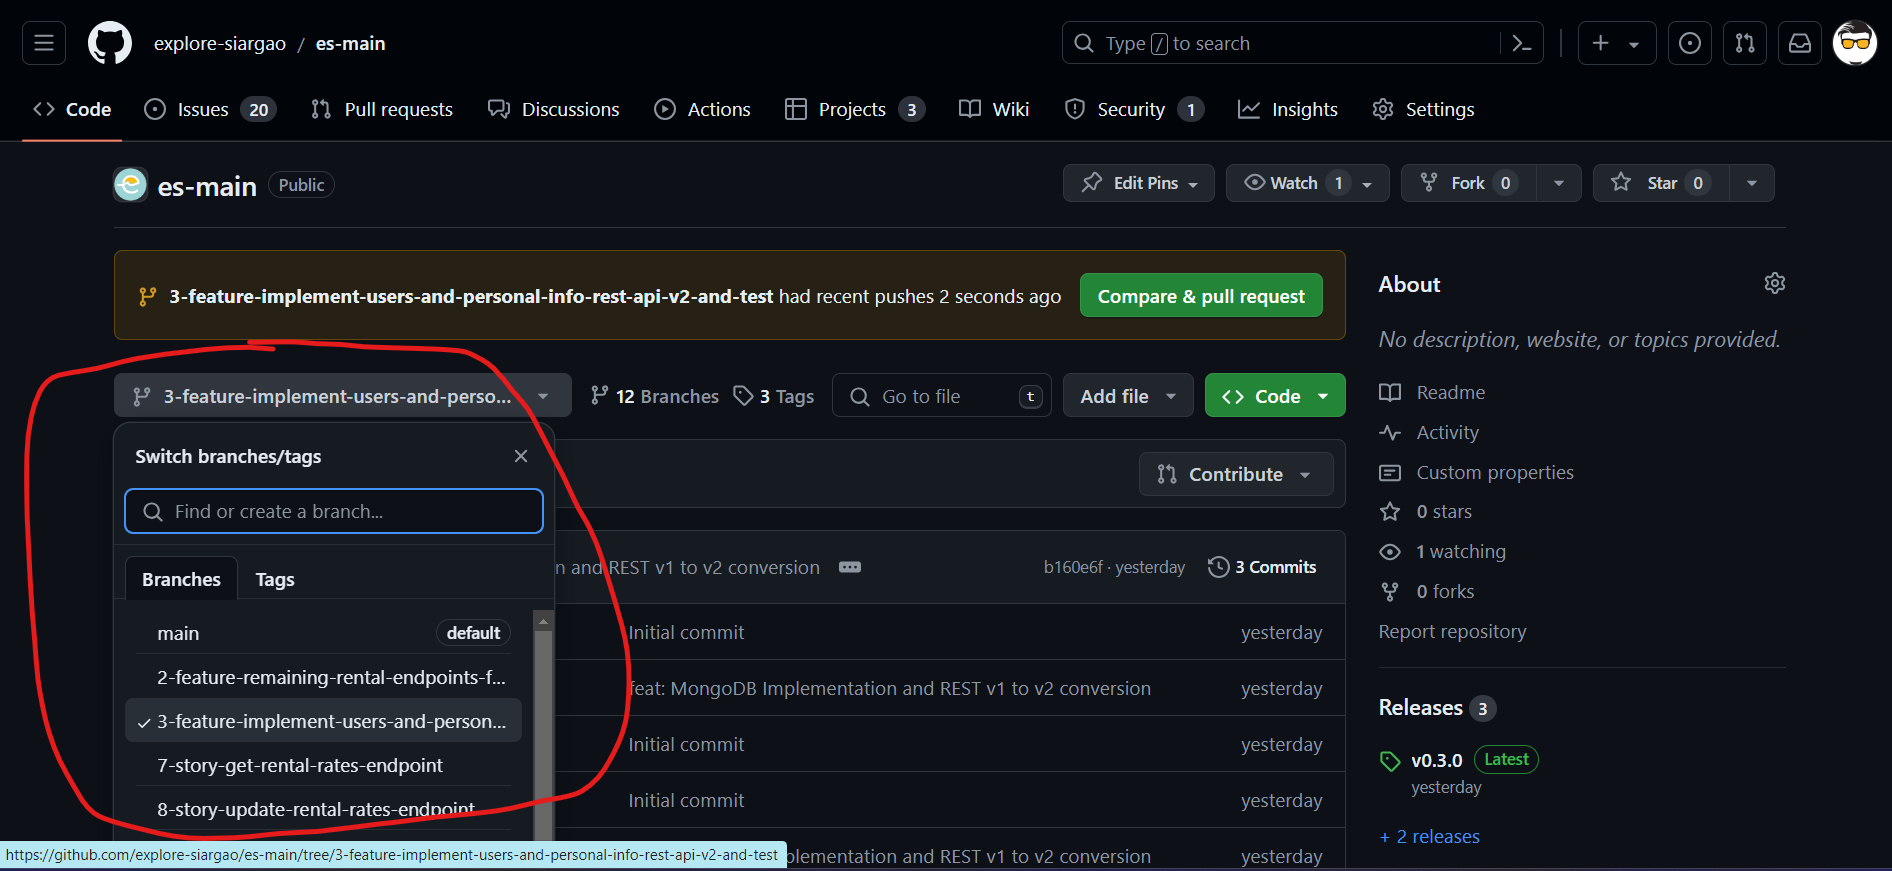 explore-siargao / es-main
Type / to search
Code
Issues 20
Pull requests
Discussions
Actions
Projects 3
Wiki
Security 1
Insights
Settings
es-main Public
Edit Pins
Watch 1
Fork 0
Star 0
3-feature-implement-users-and-personal-info-rest-api-v2-and-test had recent pushes 2 seconds ago
Compare & pull request
3-feature-implement-users-and-perso...
12 Branches
3 Tags
Go to file t
Add file
Code
Switch branches/tags
Find or create a branch...
Branches
Tags
main default
2-feature-remaining-rental-endpoints-f...
3-feature-implement-users-and-person...
7-story-get-rental-rates-endpoint
8-story-update-rental-rates-endpoint
https://github.com/explore-siargao/es-main/tree/3-feature-implement-users-and-personal-info-rest-api-v2-and-test
Contribute
n and REST v1 to v2 conversion
b160e6f · yesterday
3 Commits
Initial commit yesterday
feat: MongoDB Implementation and REST v1 to v2 conversion yesterday
Initial commit yesterday
Initial commit yesterday
plementation and REST v1 to v2 conversion yesterday
About
No description, website, or topics provided.
Readme
Activity
Custom properties
0 stars
1 watching
0 forks
Report repository
Releases 3
v0.3.0 Latest
yesterday
+ 2 releases